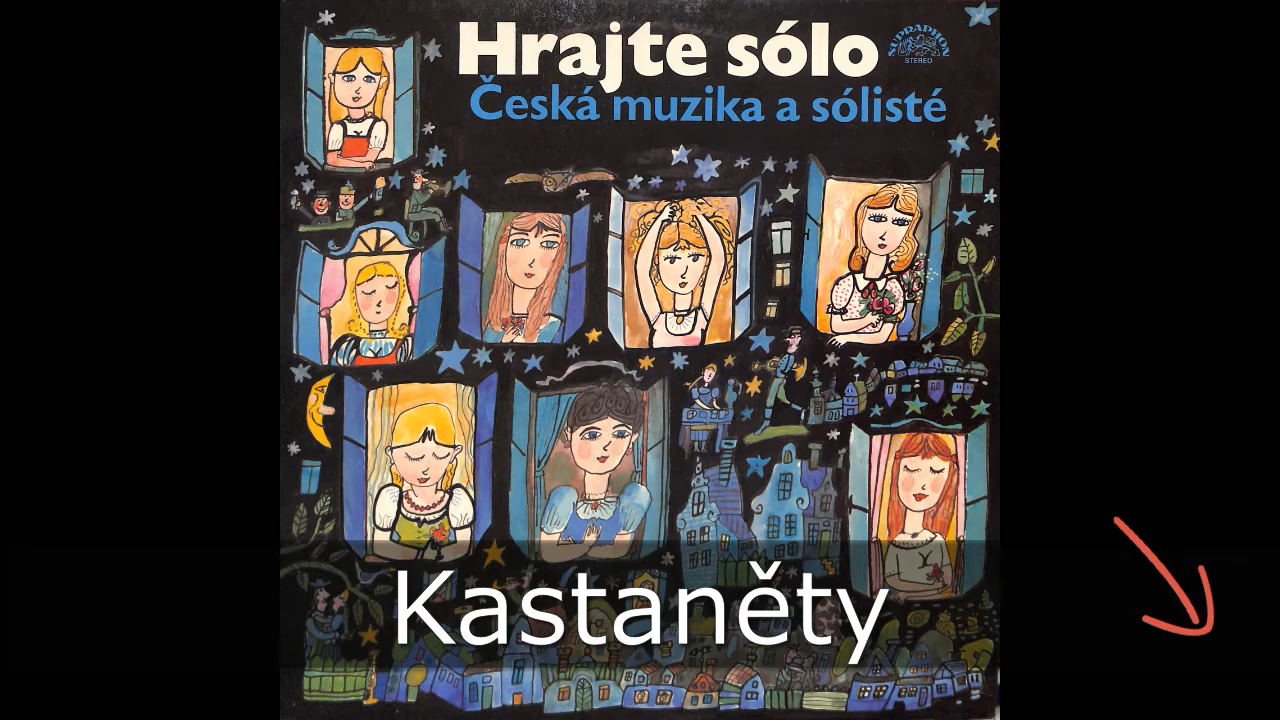 Hrajte sólo
SUPRAPHON
STEREO
Česká muzika a sólisté
Kastaněty